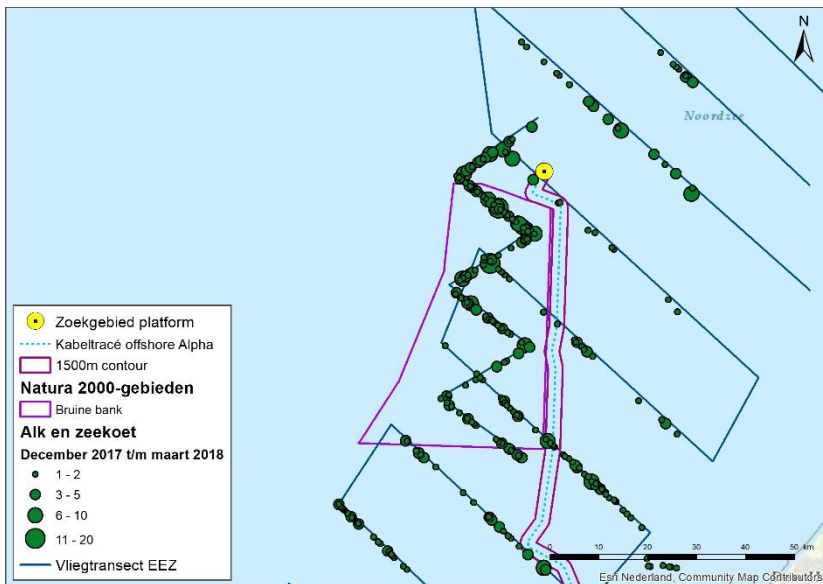 N
Noordzee
Zoekgebied platform
Kabeltracé offshore Alpha
1500m contour
Natura 2000-gebieden
Bruine bank
Alk en zeekoet
December 2017 t/m maart 2018
1 - 2
3 - 5
6 - 10
11 - 20
Vliegtransect EEZ
0 10 20 30 40 50 km
Esri Nederland, Community Map Contributors